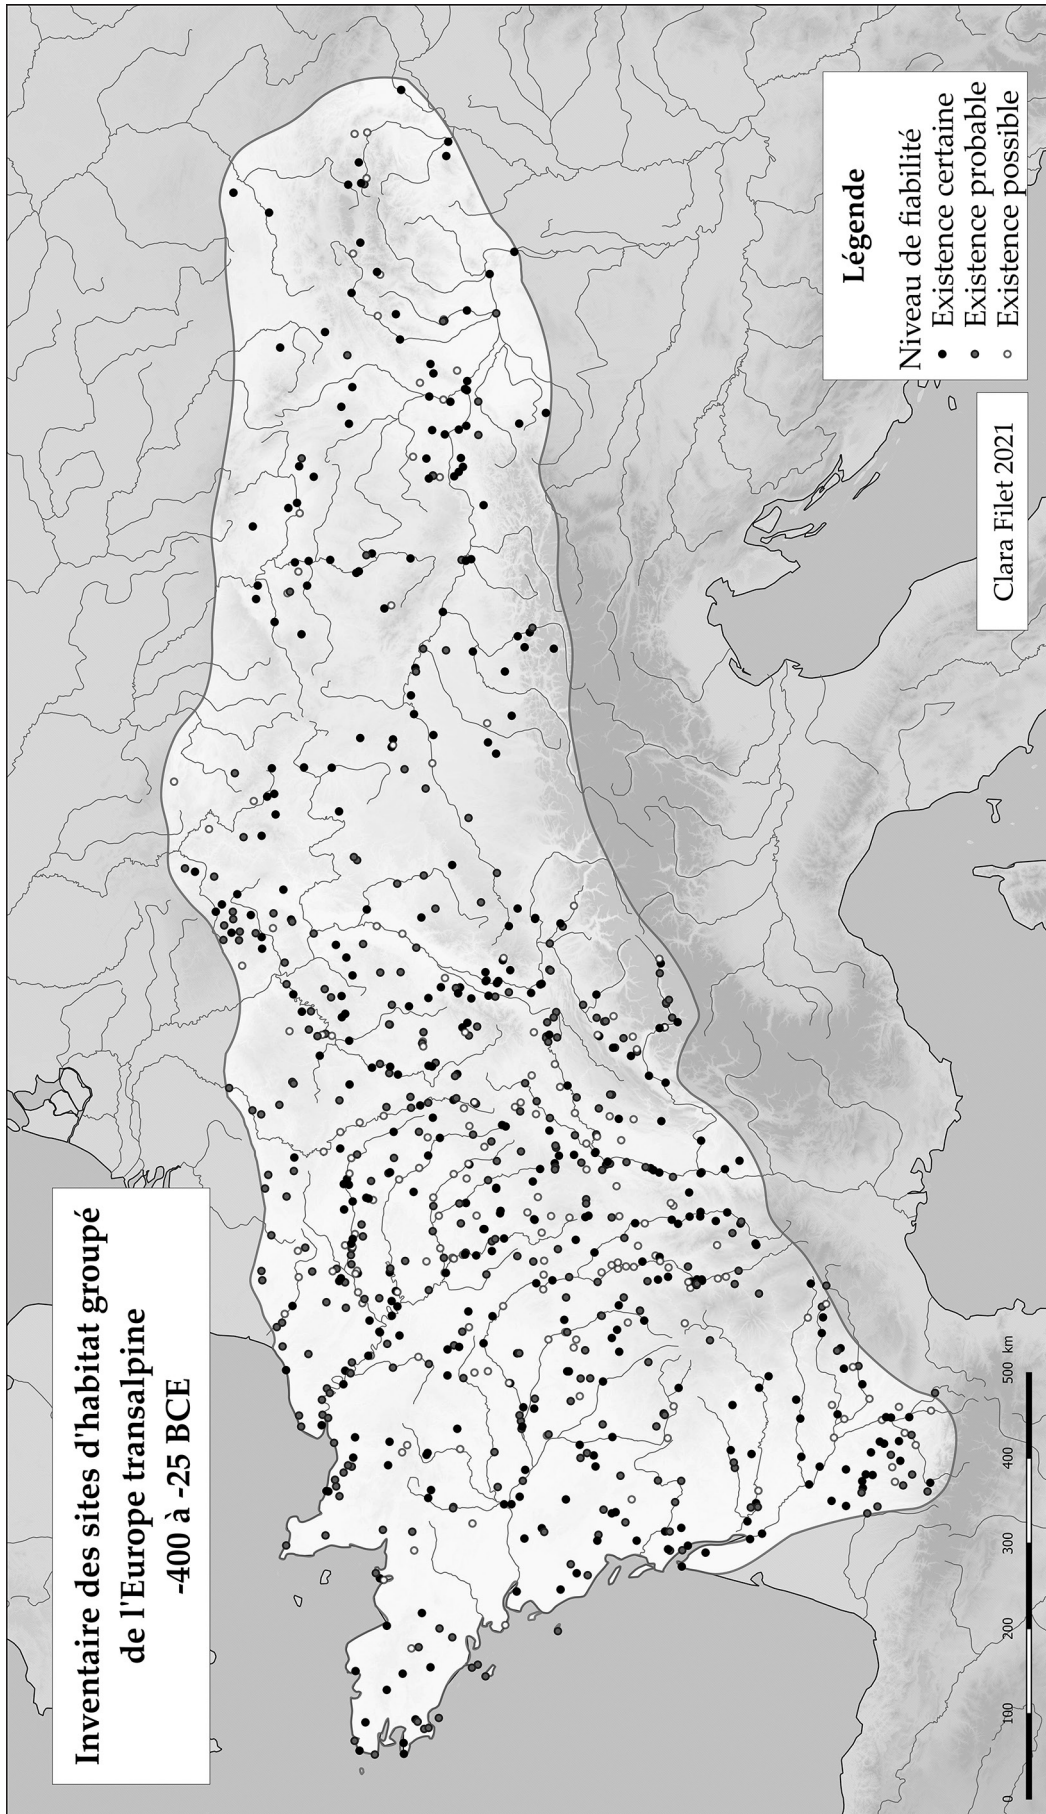 Inventaire des sites d'habitat groupé
de l'Europe transalpine
-400 à -25 BCE
Légende
Niveau de fiabilité
Existence certaine
Existence probable
Existence possible
Clara Filet 2021
0 100 200 300 400 500 km